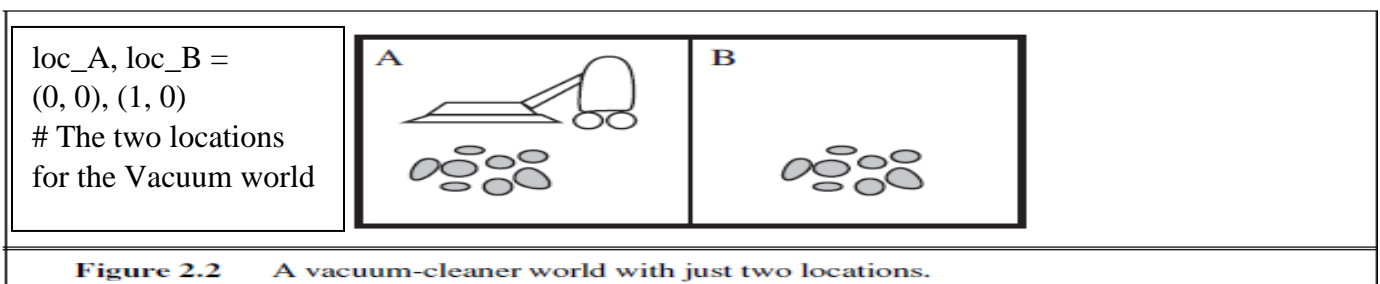 loc_A, loc_B =
(0, 0), (1, 0)
# The two locations
for the Vacuum world
A
B
Figure 2.2 A vacuum-cleaner world with just two locations.